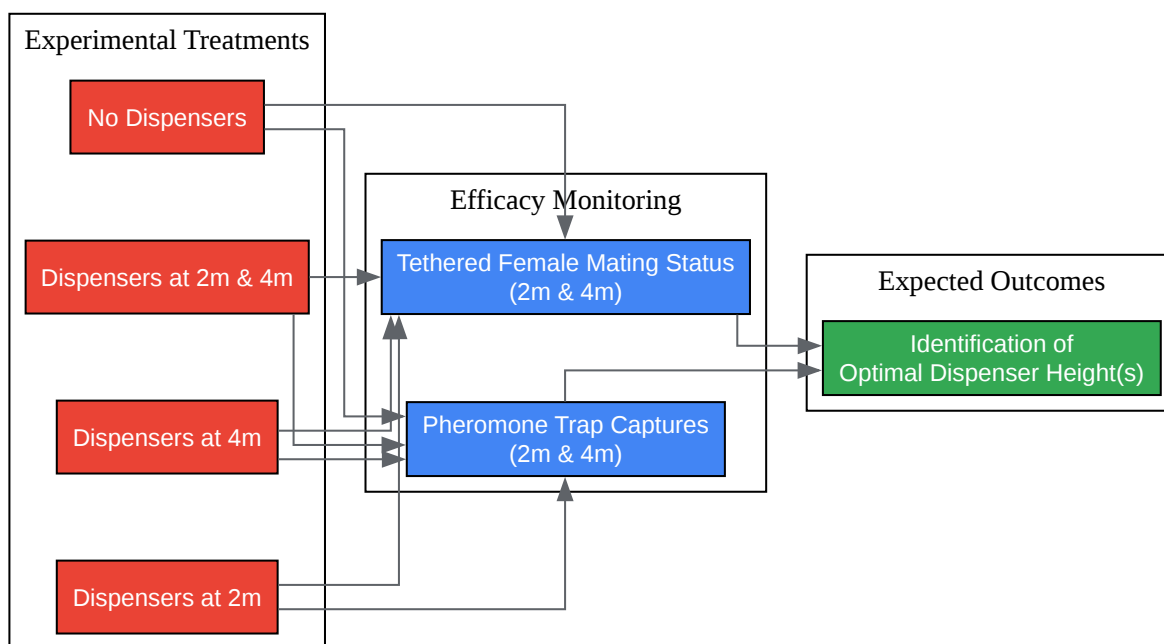 Experimental Treatments
No Dispensers
Dispensers at 2m & 4m
Dispensers at 4m
Dispensers at 2m
Efficacy Monitoring
Tethered Female Mating Status
(2m & 4m)
Pheromone Trap Captures
(2m & 4m)
Expected Outcomes
Identification of
Optimal Dispenser Height(s)